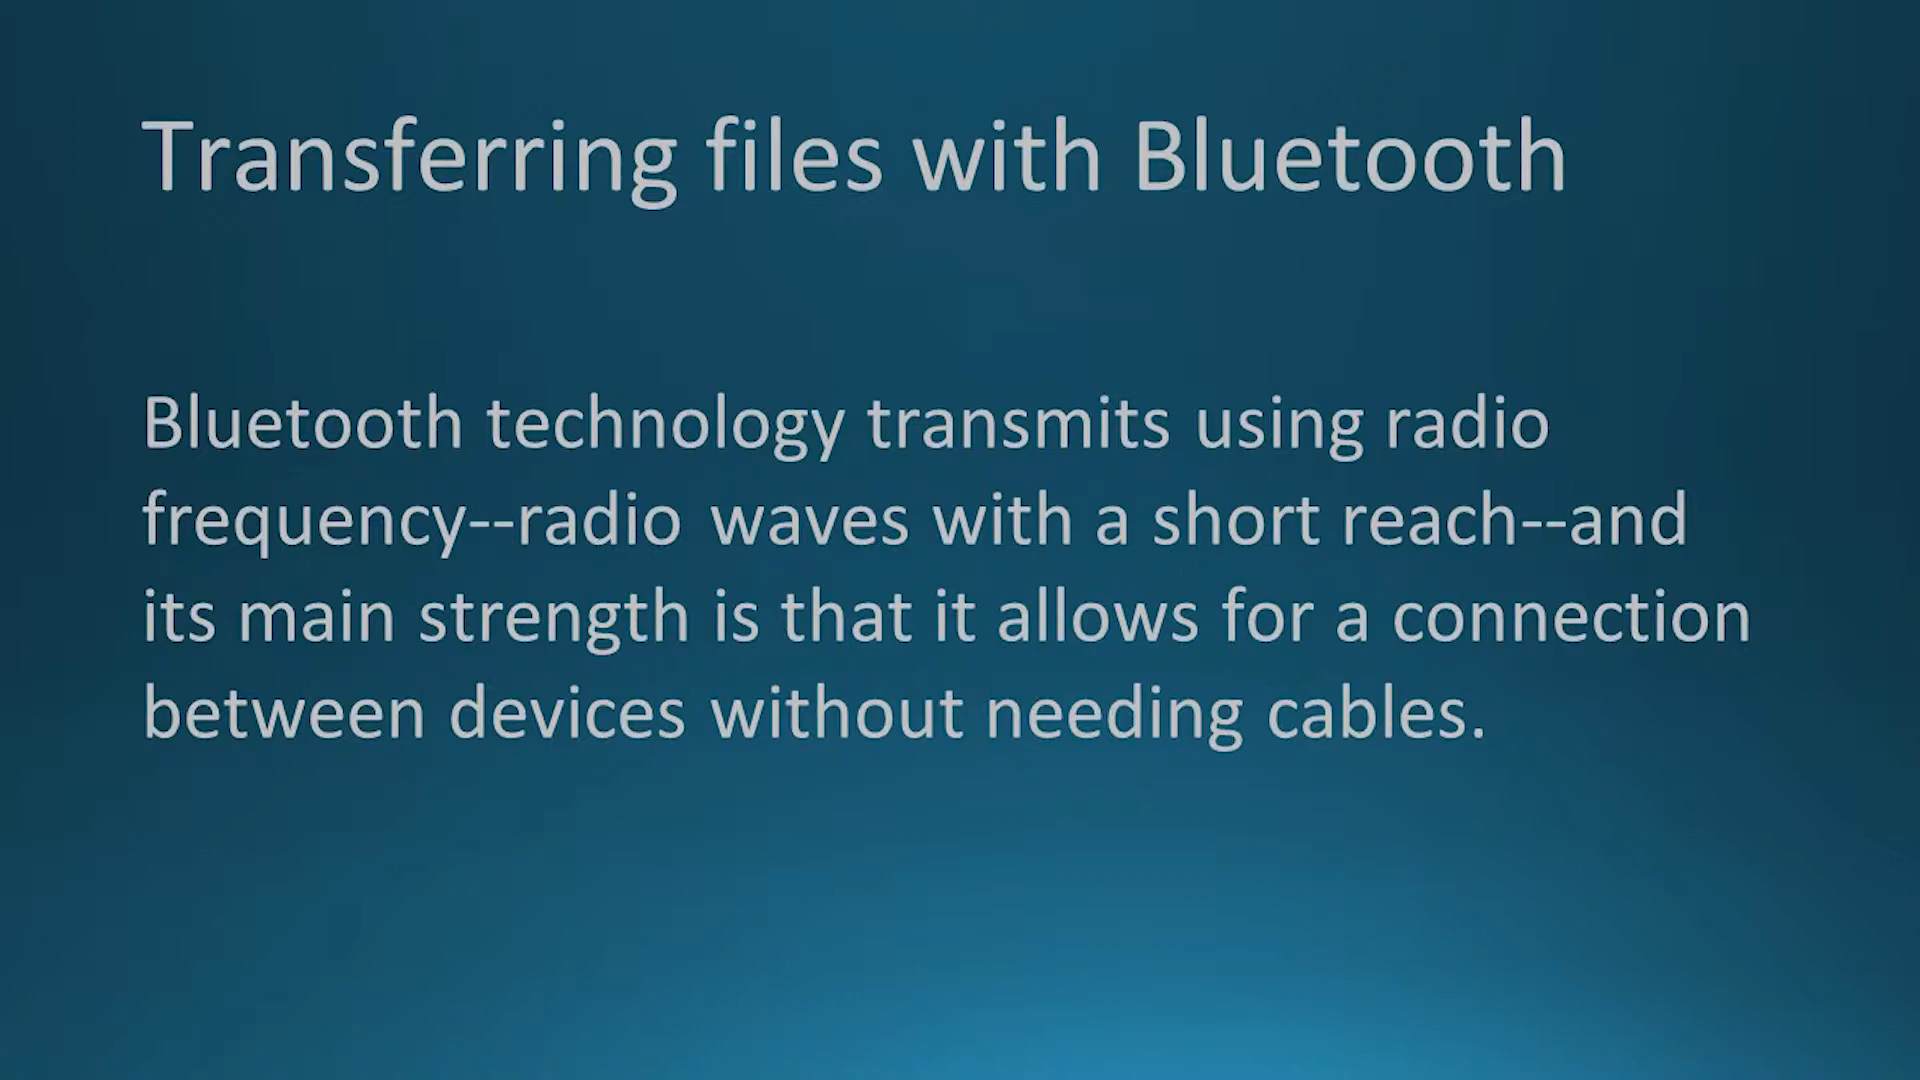 Transferring files with Bluetooth
Bluetooth technology transmits using radio
frequency--radio waves with a short reach--and
its main strength is that it allows for a connection
between devices without needing cables.